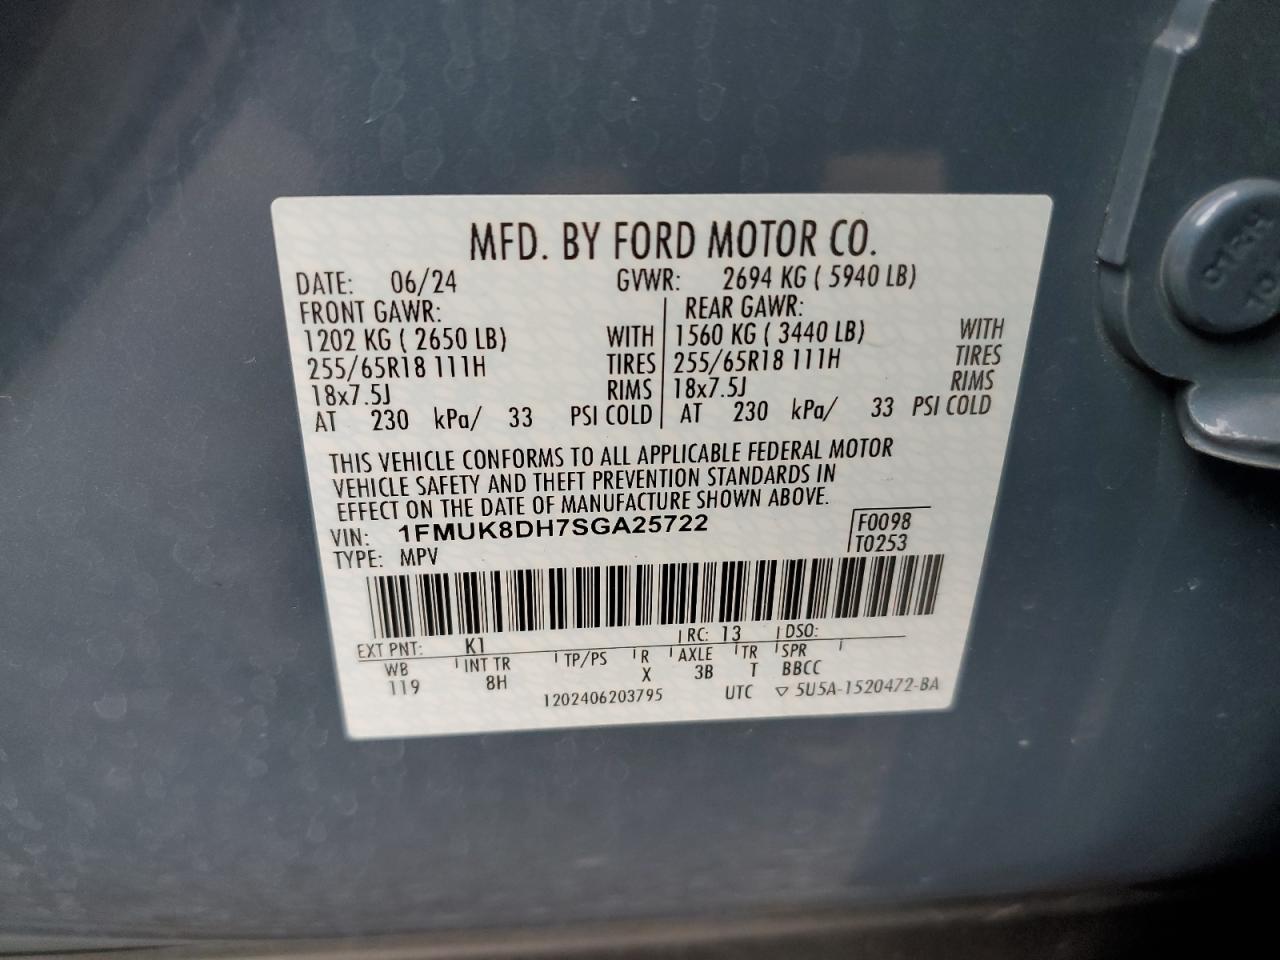 MFD. BY FORD MOTOR CO.
DATE: 06/24 GVWR: 2694 KG ( 5940 LB)
FRONT GAWR: REAR GAWR:
1202 KG ( 2650 LB) WITH 1560 KG ( 3440 LB) WITH
255/65R18 111H TIRES 255/65R18 111H TIRES
18x7.5J RIMS 18x7.5J RIMS
AT 230 kPa/ 33 PSI COLD AT 230 kPa/ 33 PSI COLD
THIS VEHICLE CONFORMS TO ALL APPLICABLE FEDERAL MOTOR
VEHICLE SAFETY AND THEFT PREVENTION STANDARDS IN
EFFECT ON THE DATE OF MANUFACTURE SHOWN ABOVE.
VIN: 1FMUK8DH7SGA25722 F0098
TYPE: MPV T0253
EXT PNT: K1 RC: 13 DSO:
WB INT TR TP/PS R AXLE TR SPR
119 8H X 3B T BBCC
1202406203795 UTC ▽ 5U5A-1520472-BA